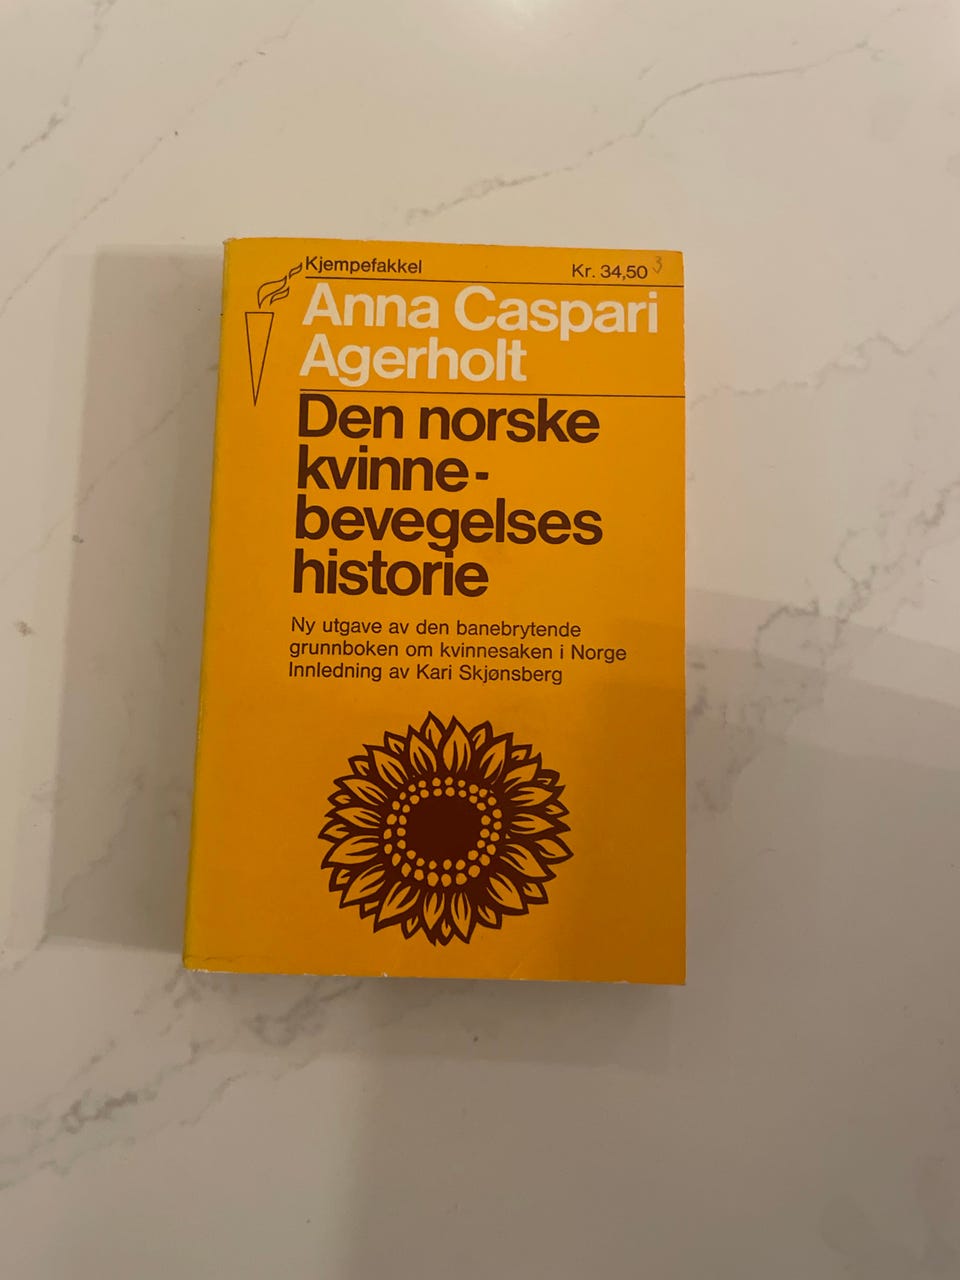 Kjempefakkel
Kr. 34,50 3
Anna Caspari
Agerholt
Den norske
kvinne-
bevegelses
historie
Ny utgave av den banebrytende
grunnboken om kvinnesaken i Norge
Innledning av Kari Skjønsberg